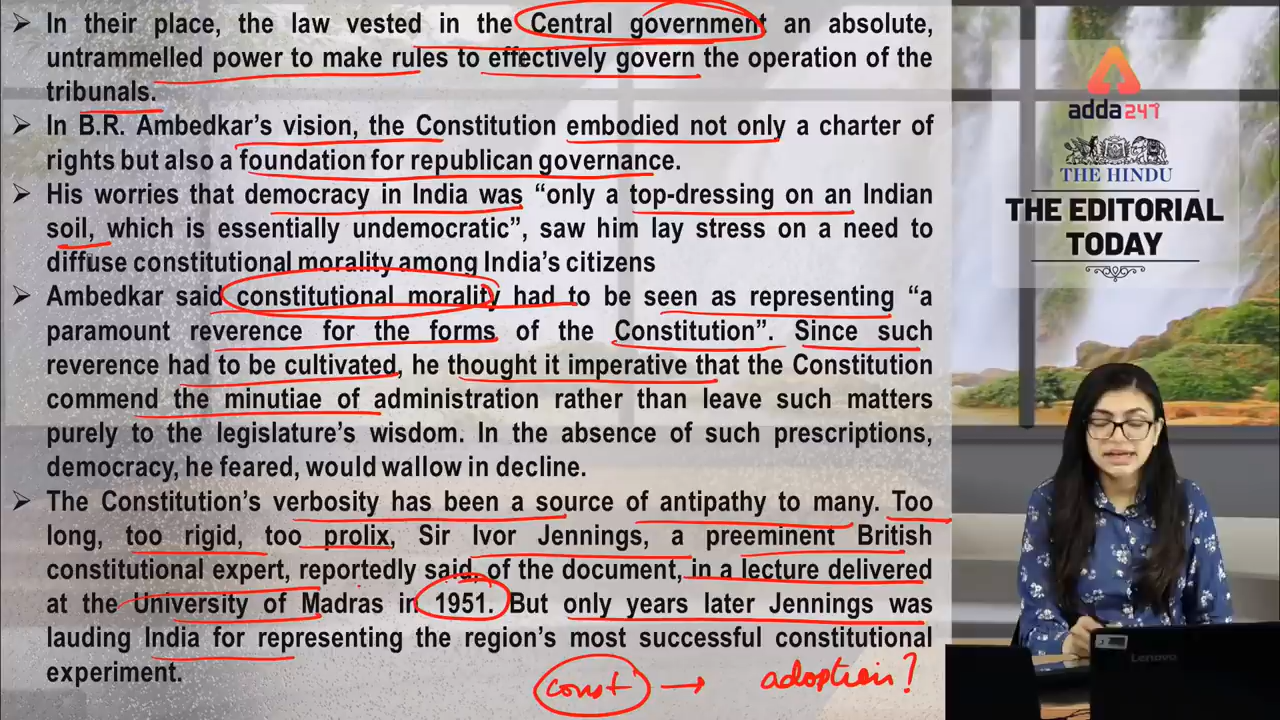 ➤ In their place, the law vested in the Central government an absolute,
untrammelled power to make rules to effectively govern the operation of the
tribunals.
➤ In B.R. Ambedkar's vision, the Constitution embodied not only a charter of
rights but also a foundation for republican governance.
➤ His worries that democracy in India was “only a top-dressing on an Indian
soil, which is essentially undemocratic”, saw him lay stress on a need to
diffuse constitutional morality among India's citizens
➤ Ambedkar said constitutional morality had to be seen as representing “a
paramount reverence for the forms of the Constitution”. Since such
reverence had to be cultivated, he thought it imperative that the Constitution
commend the minutiae of administration rather than leave such matters
purely to the legislature's wisdom. In the absence of such prescriptions,
democracy, he feared, would wallow in decline.
➤ The Constitution's verbosity has been a source of antipathy to many. Too
long, too rigid, too prolix, Sir Ivor Jennings, a preeminent British
constitutional expert, reportedly said, of the document, in a lecture delivered
at the University of Madras in 1951. But only years later Jennings was
lauding India for representing the region's most successful constitutional
experiment.
const → adoption?
adda247
THE HINDU
THE EDITORIAL
TODAY
Lenovo